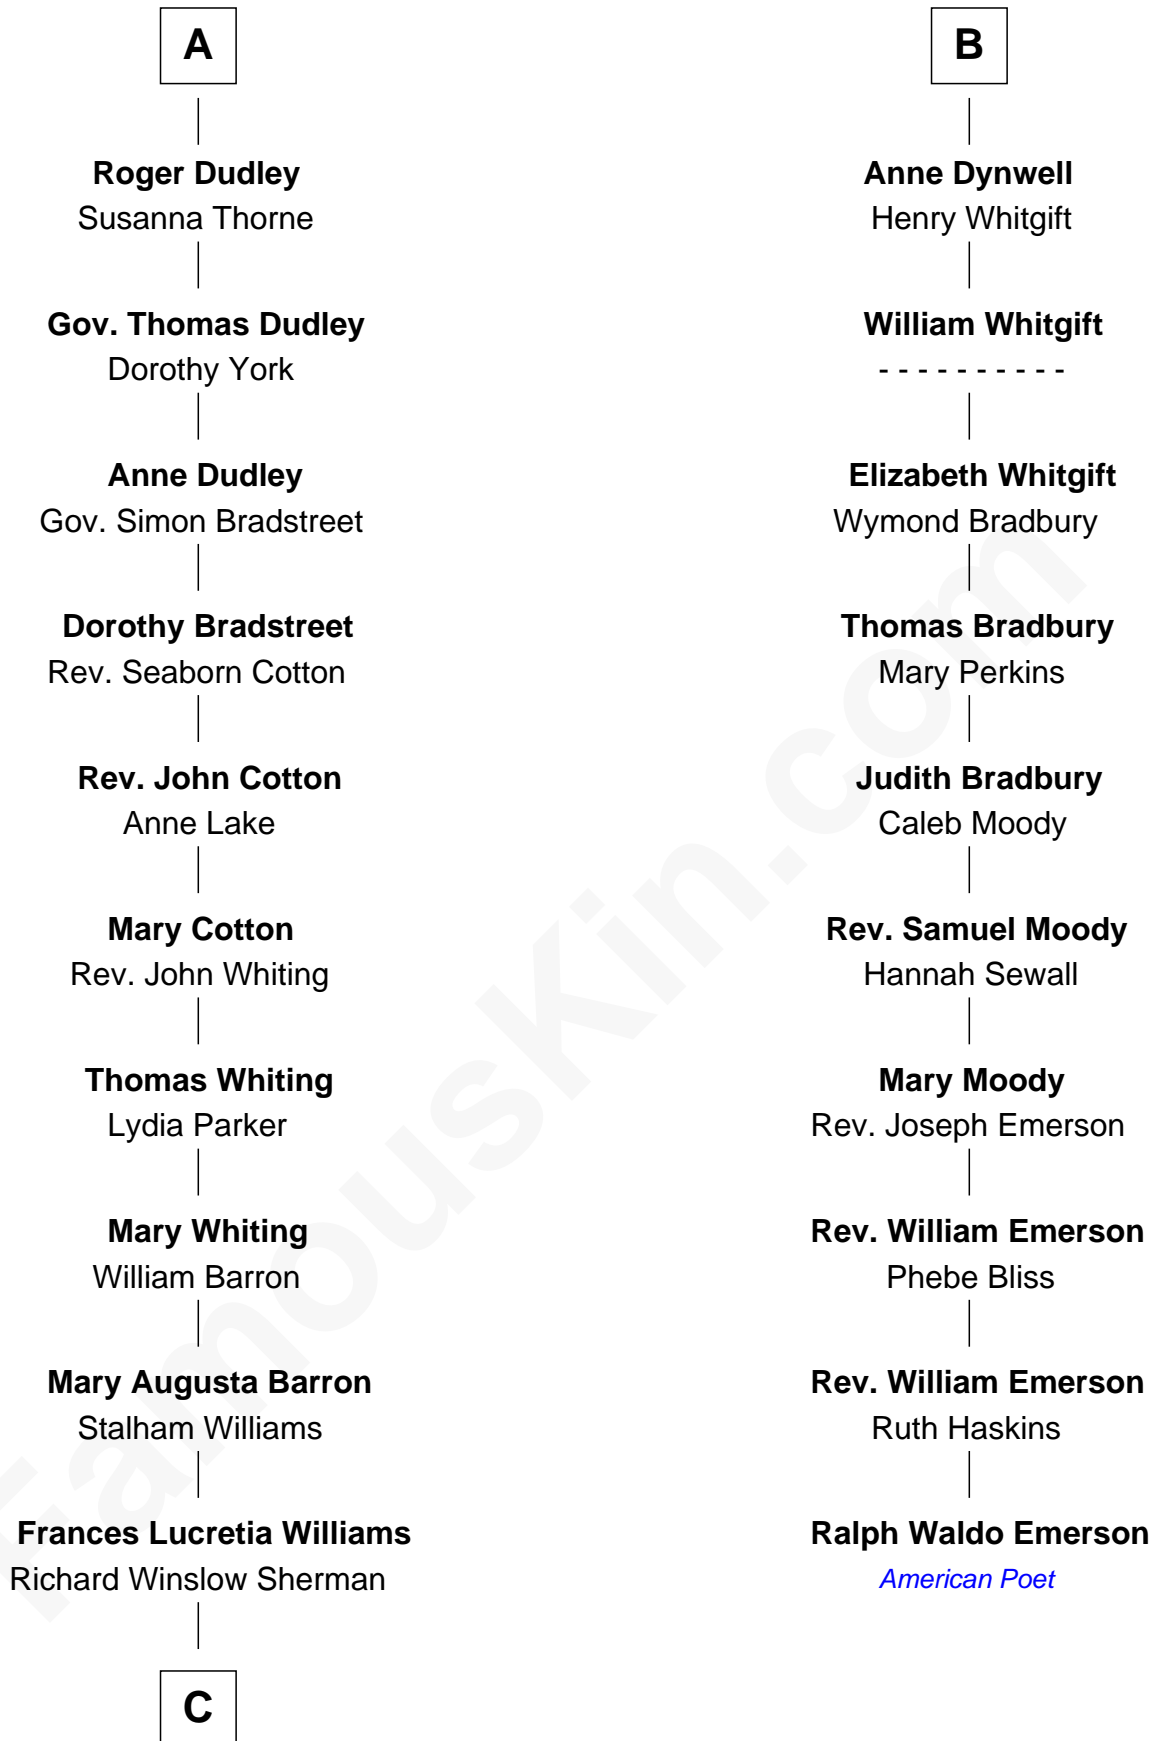 A
Roger Dudley
Susanna Thorne
Gov. Thomas Dudley
Dorothy York
Anne Dudley
Gov. Simon Bradstreet
Dorothy Bradstreet
Rev. Seaborn Cotton
Rev. John Cotton
Anne Lake
Mary Cotton
Rev. John Whiting
Thomas Whiting
Lydia Parker
Mary Whiting
William Barron
Mary Augusta Barron
Stalham Williams
Frances Lucretia Williams
Richard Winslow Sherman
C
B
Anne Dynwell
Henry Whitgift
William Whitgift
- - - - - - - - - -
Elizabeth Whitgift
Wymond Bradbury
Thomas Bradbury
Mary Perkins
Judith Bradbury
Caleb Moody
Rev. Samuel Moody
Hannah Sewall
Mary Moody
Rev. Joseph Emerson
Rev. William Emerson
Phebe Bliss
Rev. William Emerson
Ruth Haskins
Ralph Waldo Emerson
American Poet
FamousKin.com